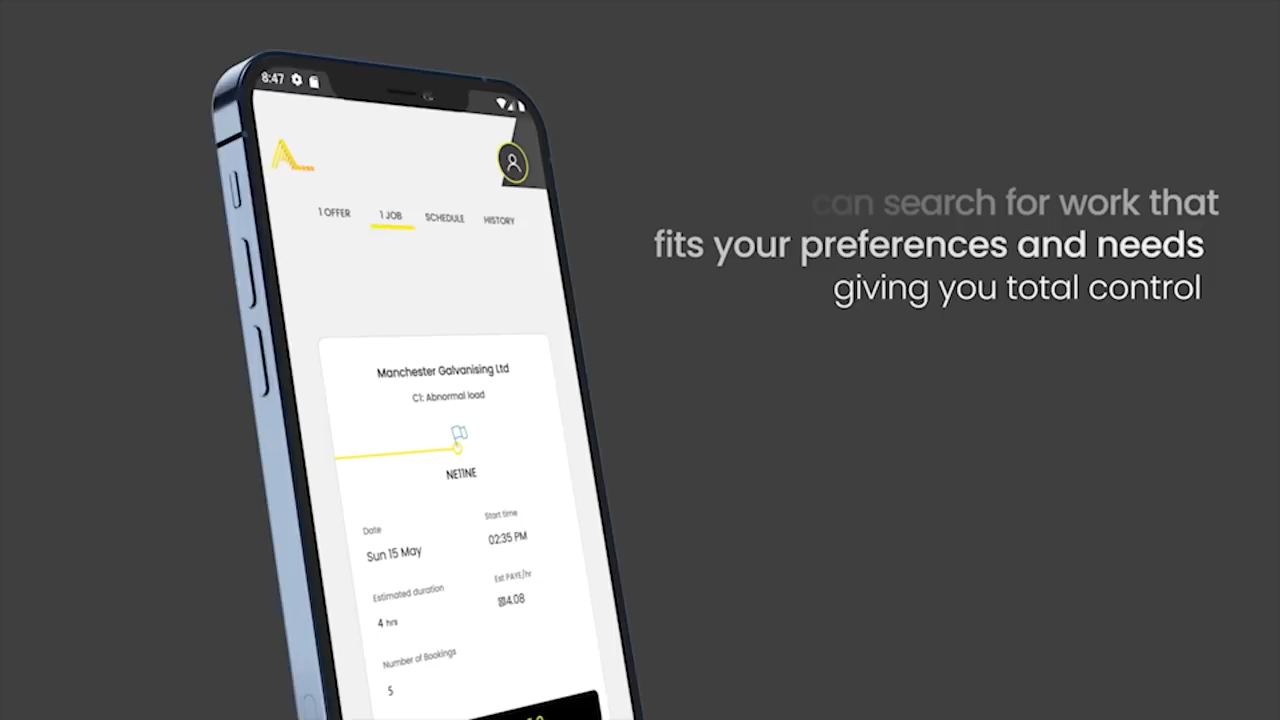 8:47
1 OFFER 1 JOB SCHEDULE HISTORY
can search for work that
fits your preferences and needs
giving you total control
Manchester Galvanising Ltd
C1: Abnormal load
NE11NE
Date
Start time
Sun 15 May
02:35 PM
Estimated duration
Est PAYE/hr
4 hrs
4.08
Number of Bookings
5